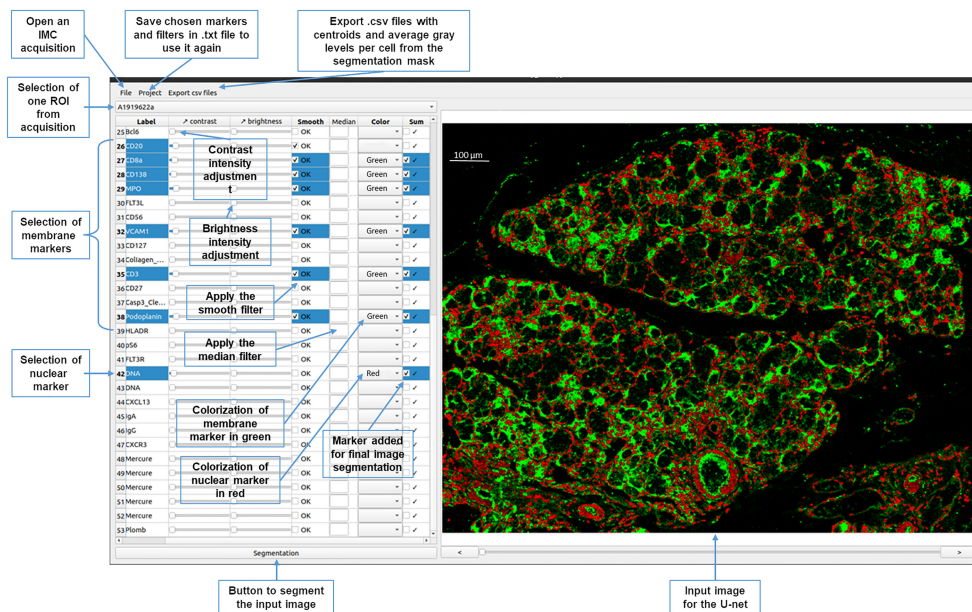 Open an
IMC
acquisition
Save chosen markers
and filters in .txt file to
use it again
Export .csv files with
centroids and average gray
levels per cell from the
segmentation mask
Selection of
one ROI
from
acquisition
File Project Export csv files
A1919622a
Label ↗ contrast ↗ brightness Smooth Median Color Sum
25 Bcl6 OK ✓
26 CD20 OK ✓
27 CD8a OK Green ✓
28 CD138 OK Green ✓
29 MPO OK Green ✓
30 FLT3L OK ✓
31 CD56 OK ✓
32 VCAM1 OK Green ✓
33 CD127 OK ✓
34 Collagen_... OK ✓
35 CD3 OK Green ✓
36 CD27 OK ✓
37 Casp3_Cle... OK ✓
38 Podoplanin OK Green ✓
39 HLADR OK ✓
40 pS6 OK ✓
41 FLT3R OK ✓
42 DNA OK Red ✓
43 DNA OK ✓
44 CXCL13 OK ✓
45 IgA OK ✓
46 IgG OK ✓
47 CXCR3 OK ✓
48 Mercure OK ✓
49 Mercure OK ✓
50 Mercure OK ✓
51 Mercure OK ✓
52 Mercure OK ✓
53 Plomb OK ✓
Contrast
intensity
adjustmen
t
Brightness
intensity
adjustment
Apply the
smooth filter
Apply the
median filter
Colorization of
membrane
marker in green
Colorization of
nuclear marker
in red
Marker added
for final image
segmentation
Selection of
membrane
markers
Selection of
nuclear
marker
100 μm
Segmentation
< >
Button to segment
the input image
Input image
for the U-net